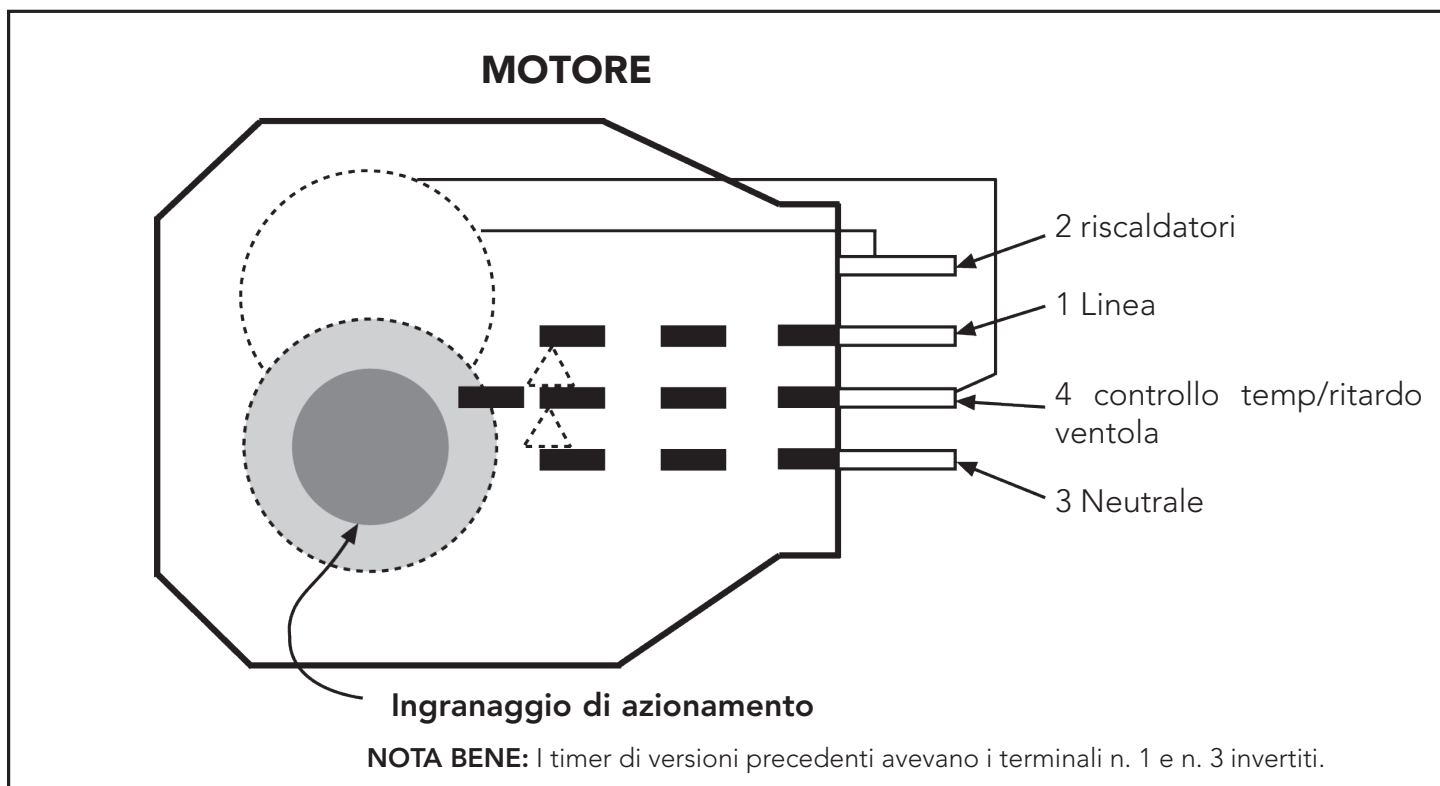 MOTORE
2 riscaldatori
1 Linea
4 controllo temp/ritardo
ventola
3 Neutrale
Ingranaggio di azionamento
NOTA BENE: I timer di versioni precedenti avevano i terminali n. 1 e n. 3 invertiti.